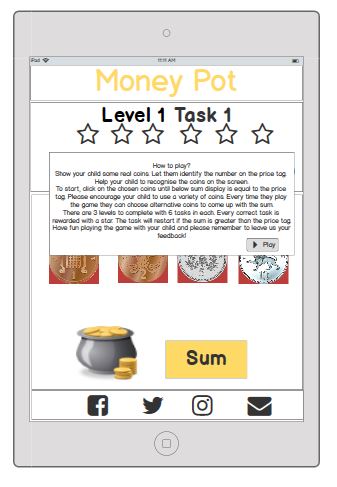 iPad
11:11 AM
Money Pot
Level 1 Task 1
How to play?
Show your child some real coins. Let them identify the number on the price tag.
Help your child to recognise the coins on the screen.
To start, click on the chosen coins until below sum display is equal to the price
tag. Please encourage your child to use a variety of coins. Every time they play
the game they can choose alternative coins to come up with the sum.
There are 3 levels to complete with 6 tasks in each. Every correct task is
rewarded with a star. The task will restart if the sum is greater than the price tag.
Have fun playing the game with your child and please remember to leave us your
feedback!
Play
1
2
Sum